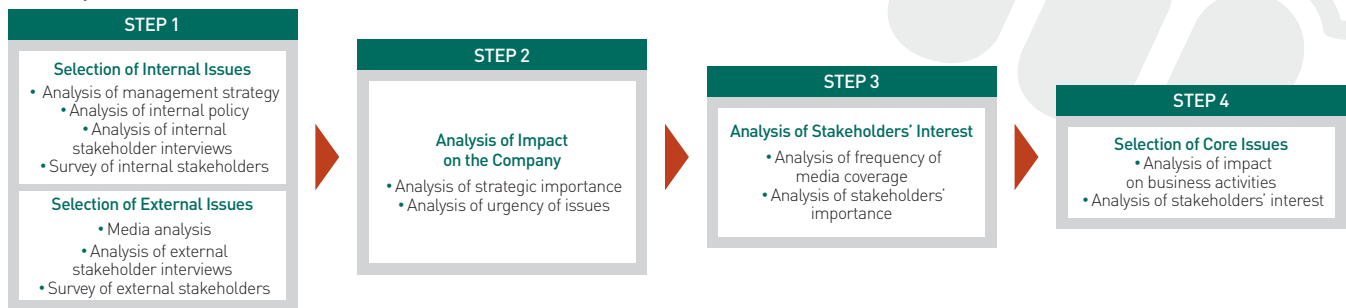 STEP 1
Selection of Internal Issues
• Analysis of management strategy
• Analysis of internal policy
• Analysis of internal
stakeholder interviews
• Survey of internal stakeholders
Selection of External Issues
• Media analysis
• Analysis of external
stakeholder interviews
• Survey of external stakeholders
STEP 2
Analysis of Impact
on the Company
• Analysis of strategic importance
• Analysis of urgency of issues
STEP 3
Analysis of Stakeholders’ Interest
• Analysis of frequency of
media coverage
• Analysis of stakeholders’
importance
STEP 4
Selection of Core Issues
• Analysis of impact
on business activities
• Analysis of stakeholders’ interest